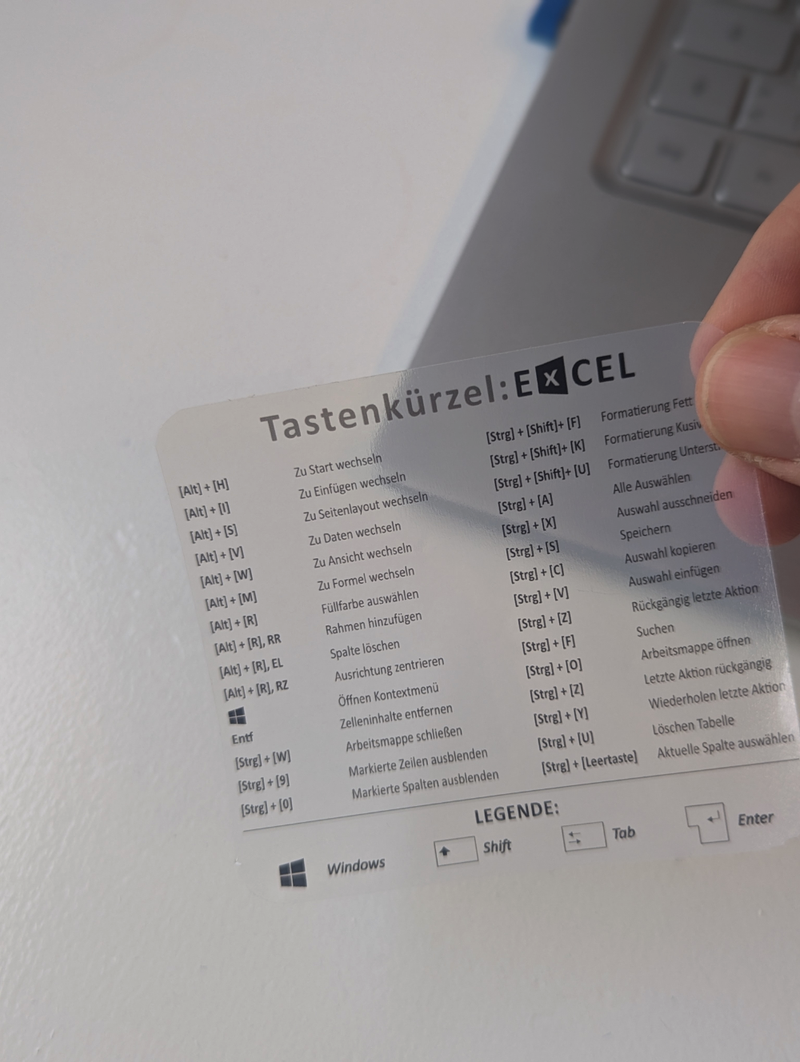 Tastenkürzel: EXCEL
[Alt] + [H] Zu Start wechseln
[Alt] + [I] Zu Einfügen wechseln
[Alt] + [S] Zu Seitenlayout wechseln
[Alt] + [V] Zu Daten wechseln
[Alt] + [W] Zu Ansicht wechseln
[Alt] + [M] Zu Formel wechseln
[Alt] + [R] Füllfarbe auswählen
[Alt] + [R], RR Rahmen hinzufügen
[Alt] + [R], EL Spalte löschen
[Alt] + [R], RZ Ausrichtung zentrieren
Öffnen Kontextmenü
Entf Zelleninhalte entfernen
[Strg] + [W] Arbeitsmappe schließen
[Strg] + [9] Markierte Zeilen ausblenden
[Strg] + [0] Markierte Spalten ausblenden
[Strg] + [Shift]+ [F] Formatierung Fett
[Strg] + [Shift]+ [K] Formatierung Kusiv
[Strg] + [Shift]+ [U] Formatierung
[Strg] + [A] Alle Auswählen
[Strg] + [X] Auswahl ausschneiden
[Strg] + [S] Speichern
[Strg] + [C] Auswahl kopieren
[Strg] + [V] Auswahl einfügen
[Strg] + [Z] Rückgängig letzte Aktion
[Strg] + [F] Suchen
[Strg] + [O] Arbeitsmappe öffnen
[Strg] + [Z] Letzte Aktion rückgängig
[Strg] + [Y] Wiederholen letzte Aktion
[Strg] + [U] Löschen Tabelle
[Strg] + [Leertaste] Aktuelle Spalte auswählen
LEGENDE:
Windows Shift Tab Enter